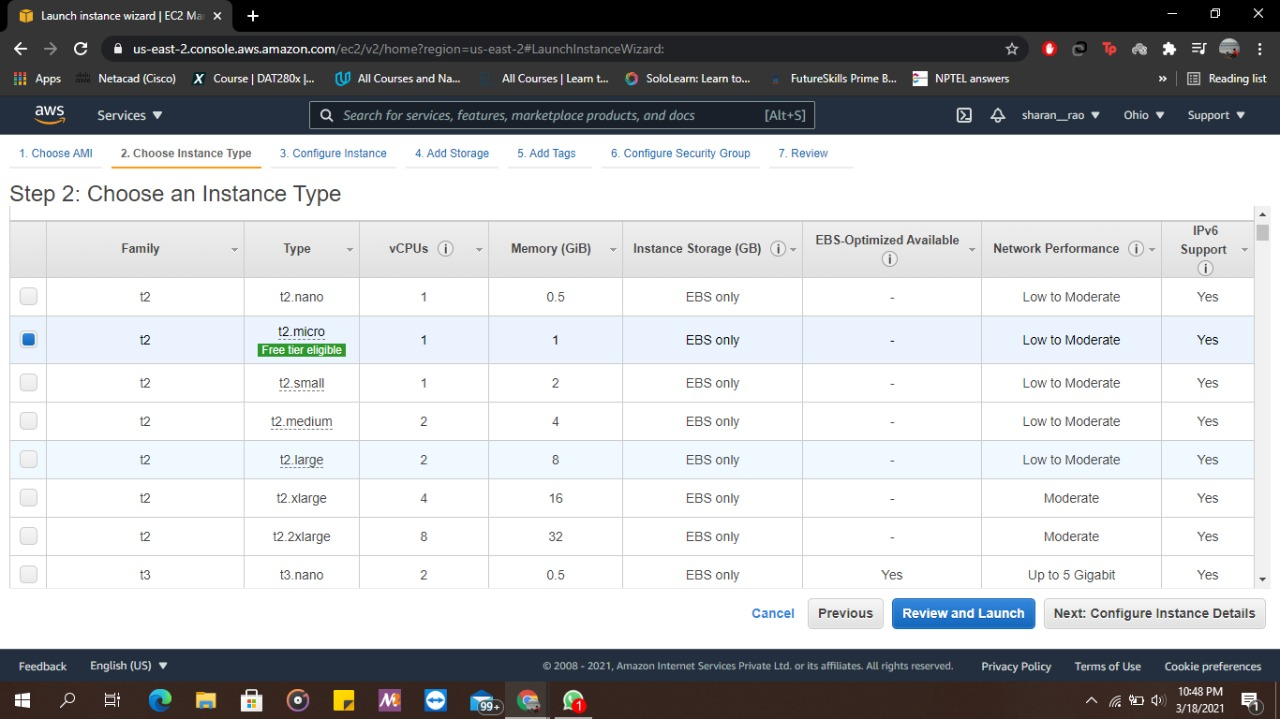 Launch instance wizard | EC2 Ma
us-east-2.console.aws.amazon.com/ec2/v2/home?region=us-east-2#LaunchInstanceWizard:
Apps Netacad (Cisco) Course | DAT280x |... All Courses and Na... All Courses | Learn t... SoloLearn: Learn to... FutureSkills Prime B... NPTEL answers » Reading list
aws Services Search for services, features, marketplace products, and docs [Alt+S] sharan__rao Ohio Support
1. Choose AMI 2. Choose Instance Type 3. Configure Instance 4. Add Storage 5. Add Tags 6. Configure Security Group 7. Review
Step 2: Choose an Instance Type
Family Type vCPUs Memory (GiB) Instance Storage (GB) EBS-Optimized Available Network Performance IPv6 Support
t2 t2.nano 1 0.5 EBS only - Low to Moderate Yes
t2 t2.micro 1 1 EBS only - Low to Moderate Yes
Free tier eligible
t2 t2.small 1 2 EBS only - Low to Moderate Yes
t2 t2.medium 2 4 EBS only - Low to Moderate Yes
t2 t2.large 2 8 EBS only - Low to Moderate Yes
t2 t2.xlarge 4 16 EBS only - Moderate Yes
t2 t2.2xlarge 8 32 EBS only - Moderate Yes
t3 t3.nano 2 0.5 EBS only Yes Up to 5 Gigabit Yes
Cancel Previous Review and Launch Next: Configure Instance Details
Feedback English (US) © 2008 - 2021, Amazon Internet Services Private Ltd. or its affiliates. All rights reserved. Privacy Policy Terms of Use Cookie preferences
99+ 1 10:48 PM 1
3/18/2021